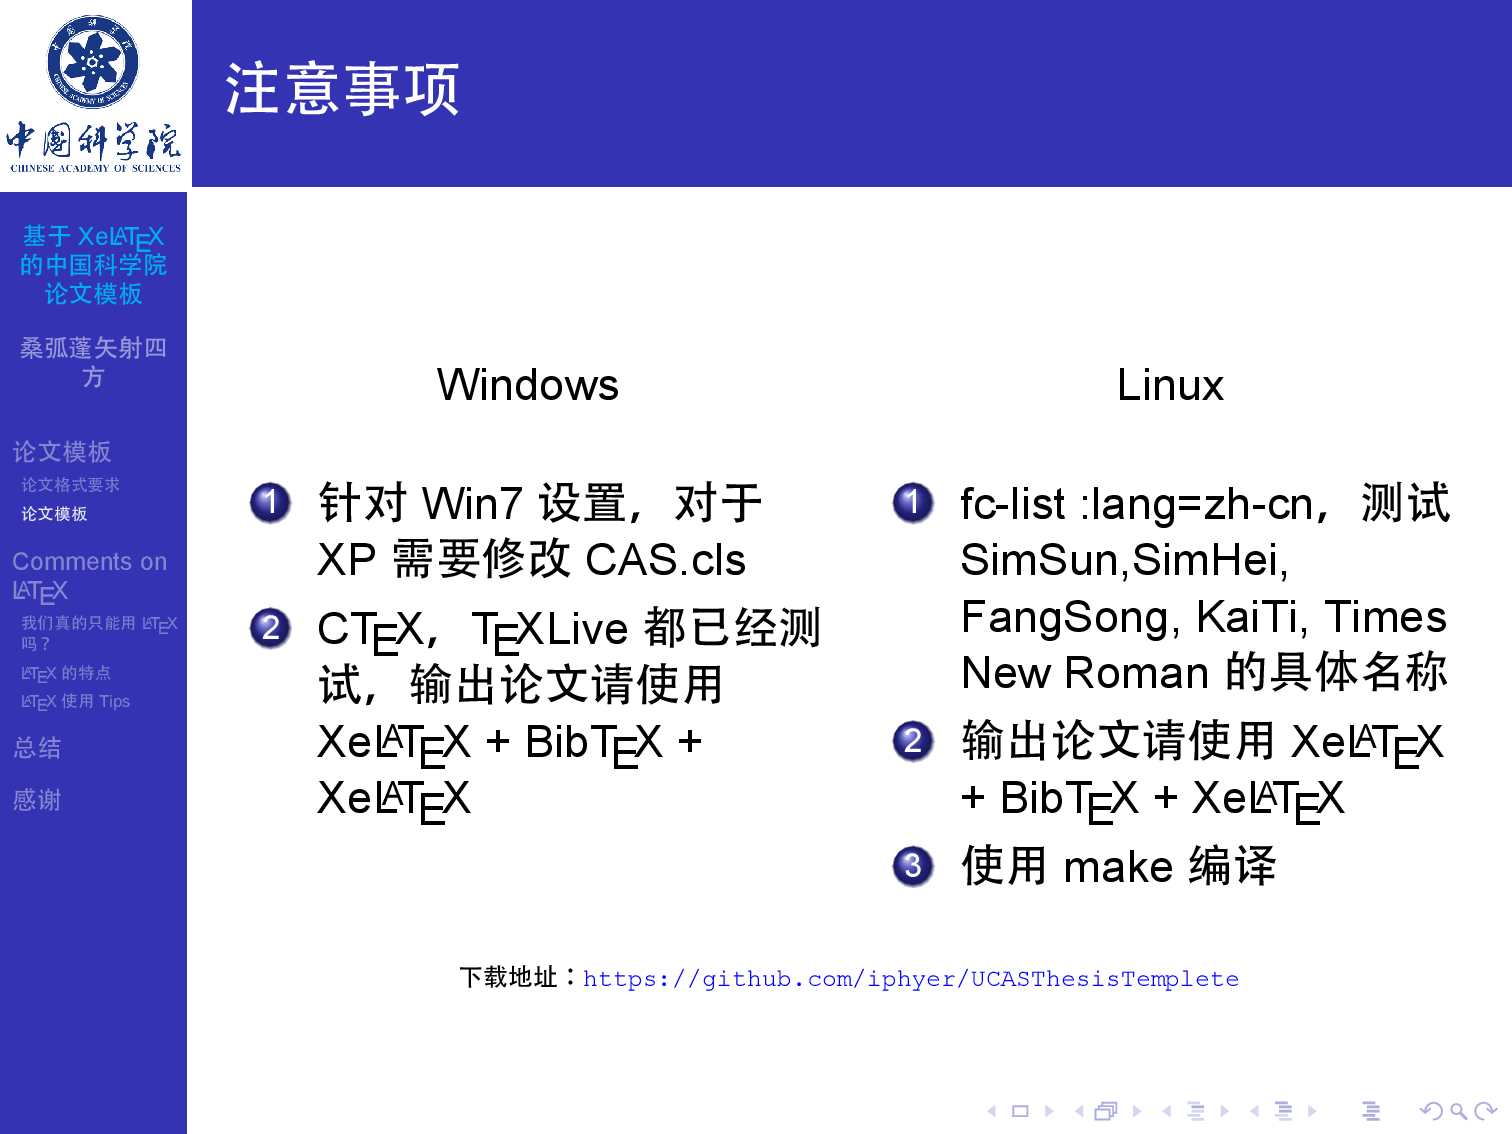 中国科学院
CHINESE ACADEMY OF SCIENCES
注意事项
基于 XeLATEX
的中国科学院
论文模板
桑弧蓬矢射四
方
论文模板
论文格式要求
论文模板
Comments on
LATEX
我们真的只能用 LATEX
吗？
LATEX 的特点
LATEX 使用 Tips
总结
感谢
Windows
1 针对 Win7 设置，对于
XP 需要修改 CAS.cls
2 CTEX，TEXLive 都已经测
试，输出论文请使用
XeLATEX + BibTEX +
XeLATEX
Linux
1 fc-list :lang=zh-cn，测试
SimSun,SimHei,
FangSong, KaiTi, Times
New Roman 的具体名称
2 输出论文请使用 XeLATEX
+ BibTEX + XeLATEX
3 使用 make 编译
下载地址：https://github.com/iphyer/UCASThesisTemplete